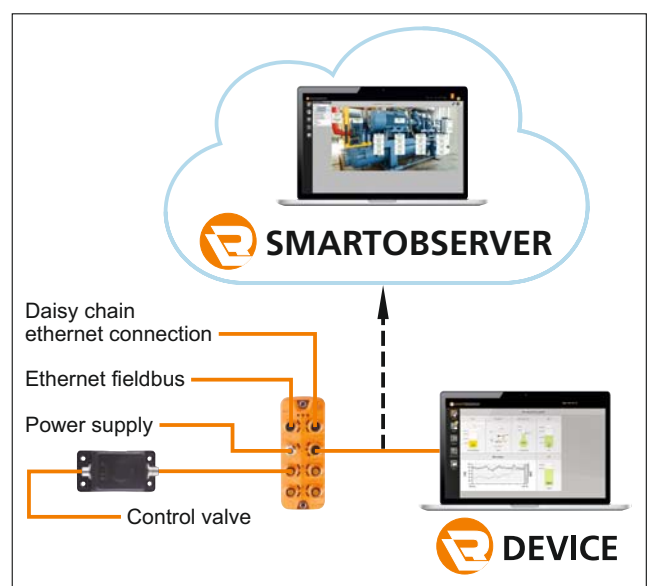 SMARTOBSERVER
Daisy chain
ethernet connection
Ethernet fieldbus
Power supply
Control valve
DEVICE